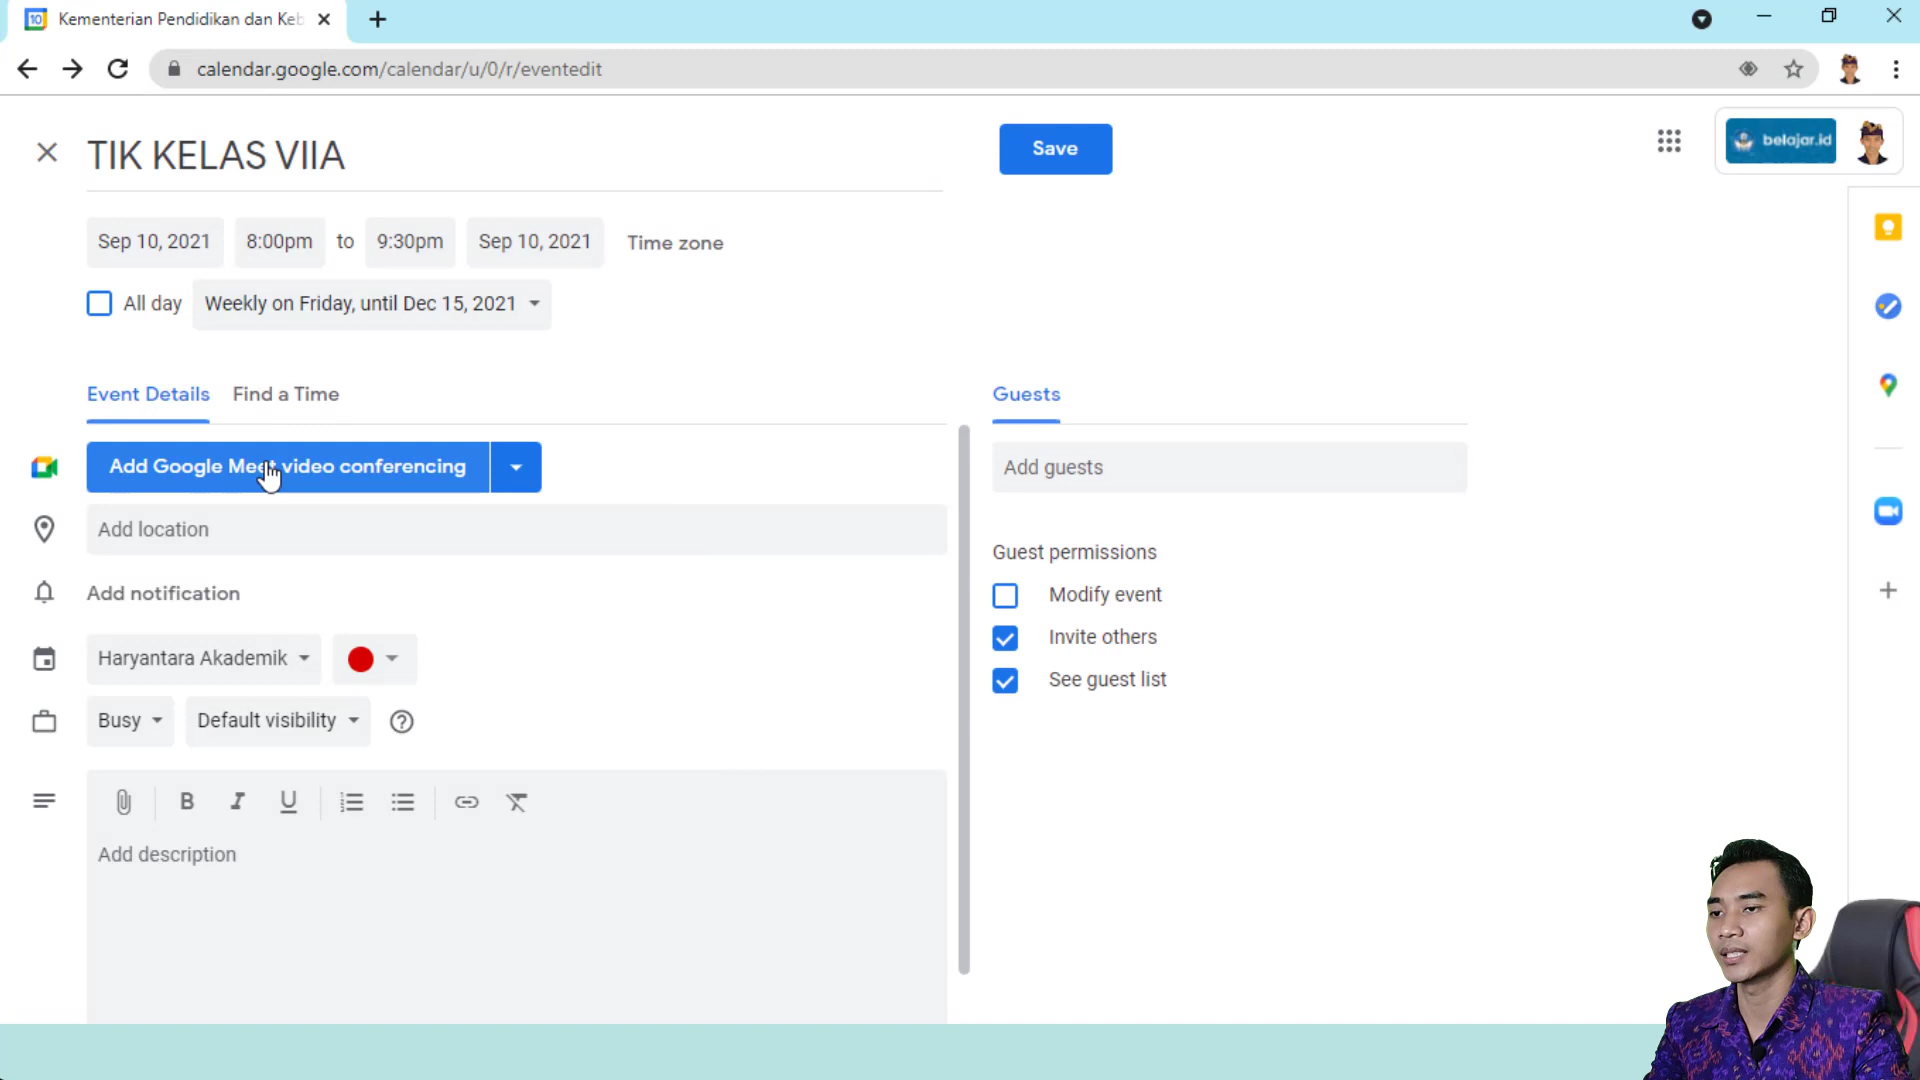 Kementerian Pendidikan dan Keb
calendar.google.com/calendar/u/0/r/eventedit
TIK KELAS VIIA
Save
belajar.id
Sep 10, 2021 8:00pm to 9:30pm Sep 10, 2021 Time zone
All day Weekly on Friday, until Dec 15, 2021
Event Details Find a Time
Guests
Add Google Meet video conferencing
Add guests
Add location
Guest permissions
Add notification
Modify event
Invite others
Haryantara Akademik
See guest list
Busy Default visibility
B I U
Add description